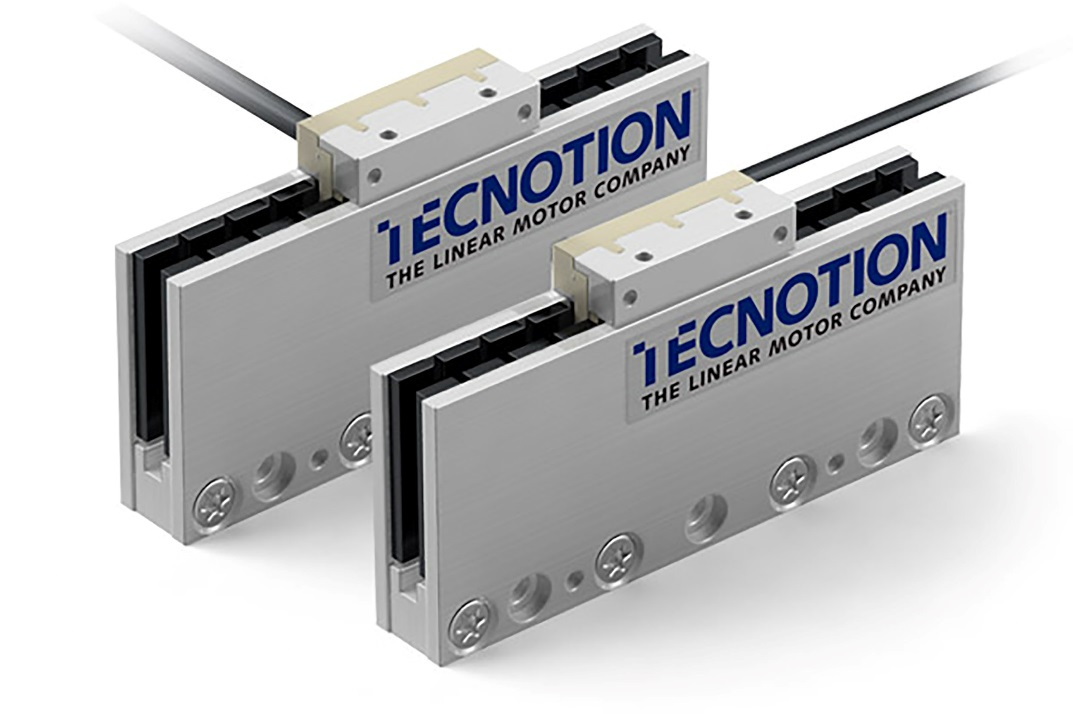 TECNOTION
THE LINEAR MOTOR COMPANY
TECNOTION
THE LINEAR MOTOR COMPANY